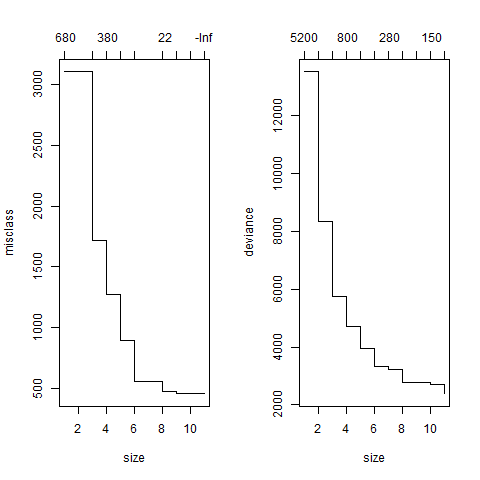 680 380 22 -Inf
misclass
500 1000 1500 2000 2500 3000
2 4 6 8 10
size
5200 800 280 150
deviance
2000 4000 6000 8000 10000 12000
2 4 6 8 10
size